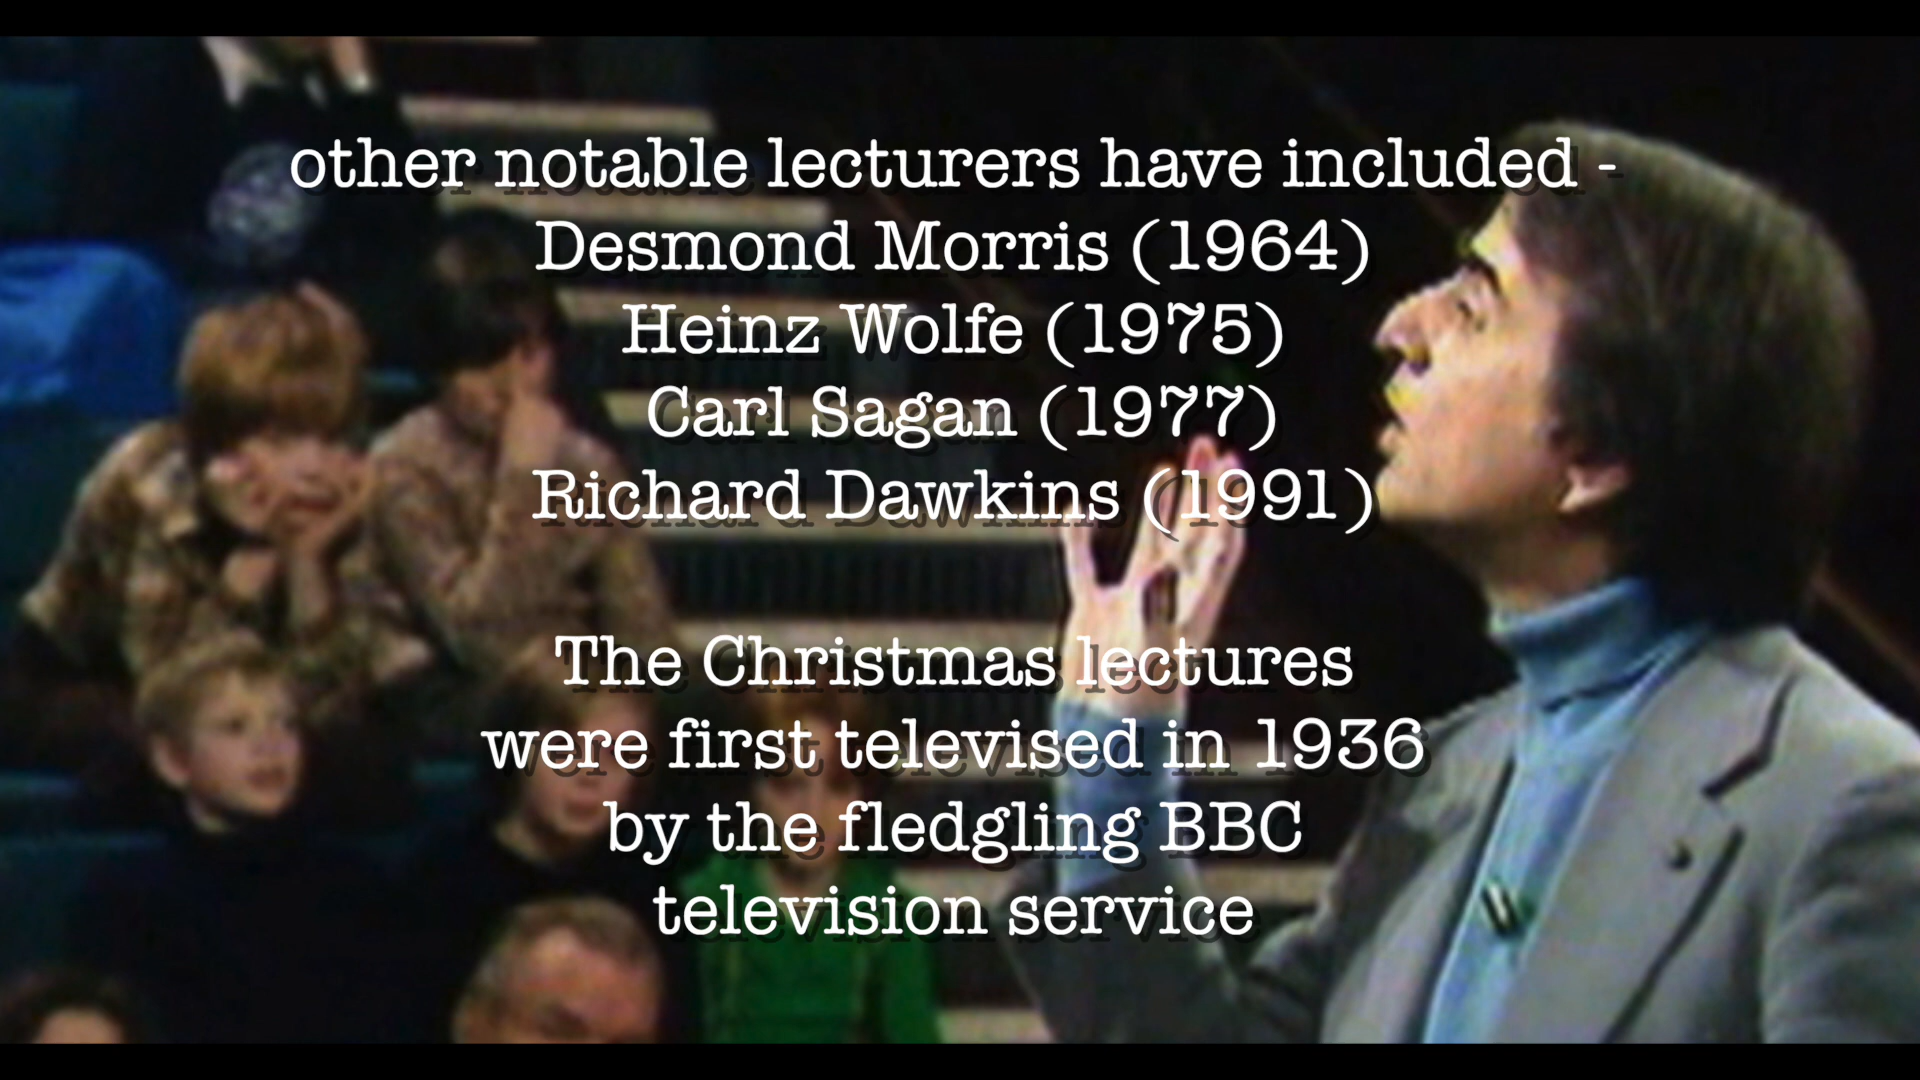 other notable lecturers have included -
Desmond Morris (1964)
Heinz Wolfe (1975)
Carl Sagan (1977)
Richard Dawkins (1991)
The Christmas lectures
were first televised in 1936
by the fledgling BBC
television service